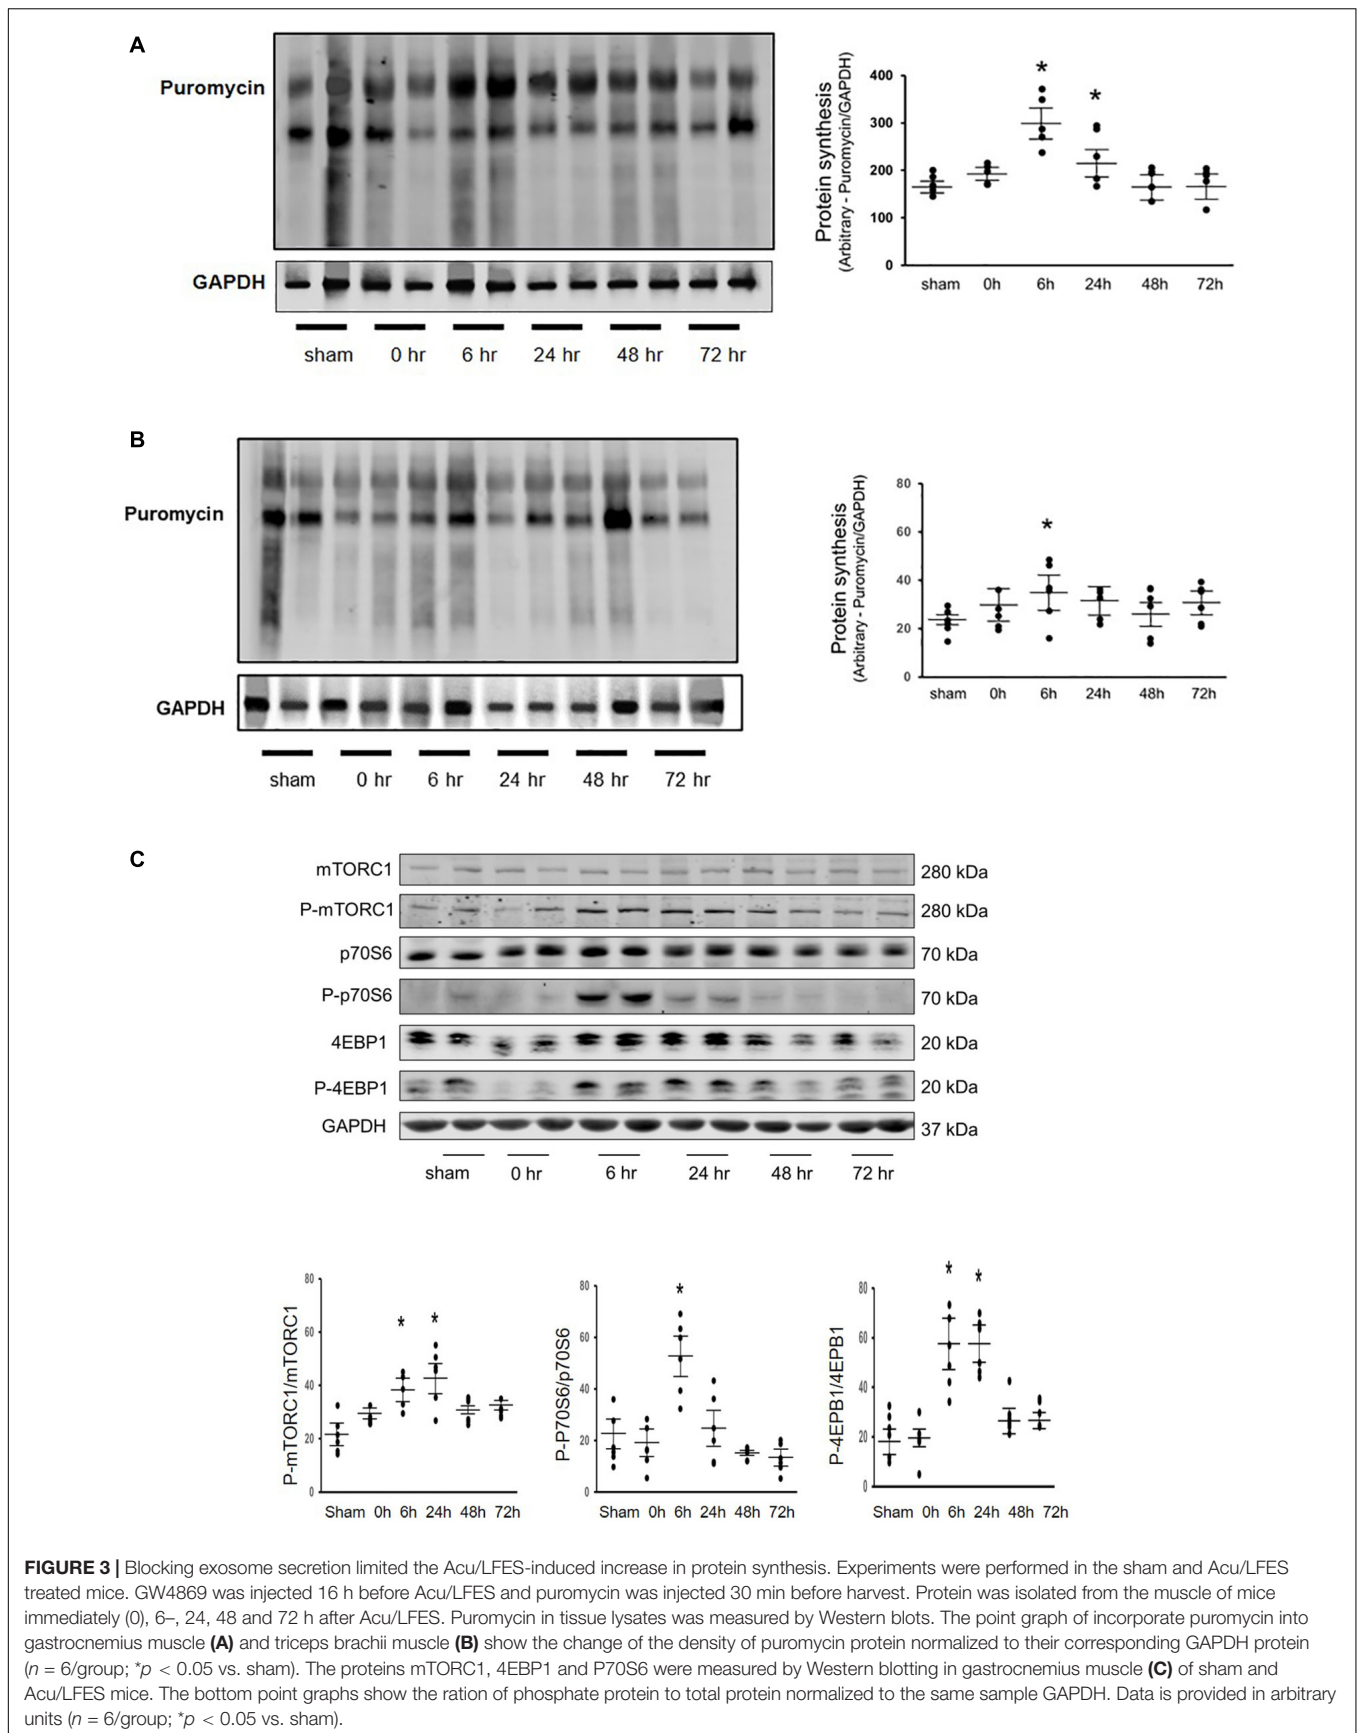 A
Puromycin
GAPDH
sham 0 hr 6 hr 24 hr 48 hr 72 hr
Protein synthesis
(Arbitrary - Puromycin/GAPDH)
400
300
200
100
0
* *
sham 0h 6h 24h 48h 72h
B
Puromycin
GAPDH
sham 0 hr 6 hr 24 hr 48 hr 72 hr
Protein synthesis
(Arbitrary - Puromycin/GAPDH)
80
60
40
20
0
*
sham 0h 6h 24h 48h 72h
C
mTORC1 280 kDa
P-mTORC1 280 kDa
p70S6 70 kDa
P-p70S6 70 kDa
4EBP1 20 kDa
P-4EBP1 20 kDa
GAPDH 37 kDa
sham 0 hr 6 hr 24 hr 48 hr 72 hr
P-mTORC1/mTORC1
80
60
40
20
0
* *
Sham 0h 6h 24h 48h 72h
P-P70S6/p70S6
80
60
40
20
0
*
Sham 0h 6h 24h 48h 72h
P-4EPB1/4EPB1
80
60
40
20
0
* *
Sham 0h 6h 24h 48h 72h
FIGURE 3 | Blocking exosome secretion limited the Acu/LFES-induced increase in protein synthesis. Experiments were performed in the sham and Acu/LFES
treated mice. GW4869 was injected 16 h before Acu/LFES and puromycin was injected 30 min before harvest. Protein was isolated from the muscle of mice
immediately (0), 6–, 24, 48 and 72 h after Acu/LFES. Puromycin in tissue lysates was measured by Western blots. The point graph of incorporate puromycin into
gastrocnemius muscle (A) and triceps brachii muscle (B) show the change of the density of puromycin protein normalized to their corresponding GAPDH protein
(n = 6/group; *p < 0.05 vs. sham). The proteins mTORC1, 4EBP1 and P70S6 were measured by Western blotting in gastrocnemius muscle (C) of sham and
Acu/LFES mice. The bottom point graphs show the ration of phosphate protein to total protein normalized to the same sample GAPDH. Data is provided in arbitrary
units (n = 6/group; *p < 0.05 vs. sham).